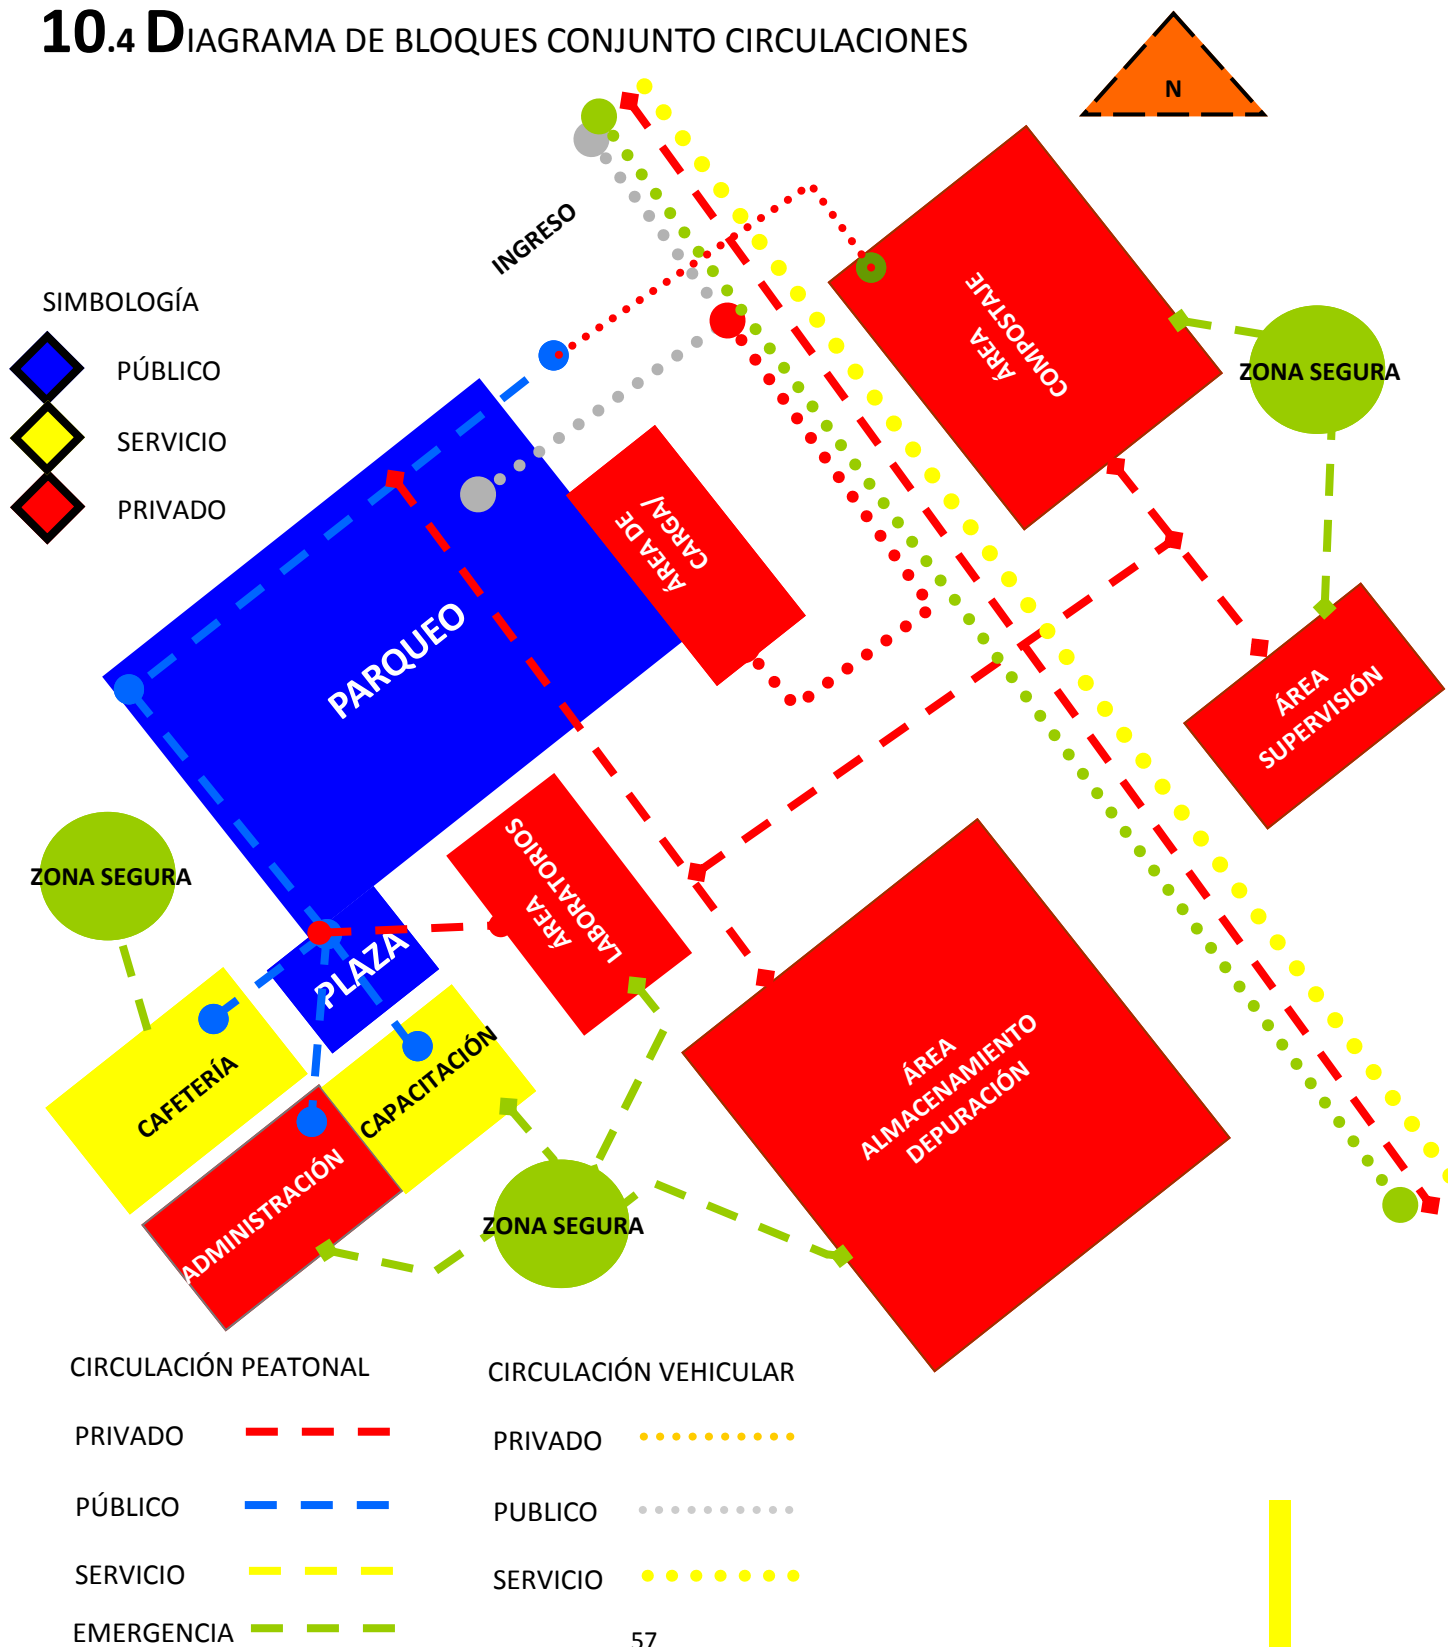 10.4 DIAGRAMA DE BLOQUES CONJUNTO CIRCULACIONES
N
INGRESO
SIMBOLOGÍA
PÚBLICO
SERVICIO
PRIVADO
ÁREA
COMPOSTAJE
ZONA SEGURA
ÁREA DE
CARGA/
PARQUEO
ÁREA
SUPERVISIÓN
ZONA SEGURA
ÁREA
LABORATORIOS
PLAZA
CAFETERÍA
CAPACITACIÓN
ADMINISTRACIÓN
ÁREA
ALMACENAMIENTO
DEPURACIÓN
ZONA SEGURA
CIRCULACIÓN PEATONAL
PRIVADO
PÚBLICO
SERVICIO
EMERGENCIA
CIRCULACIÓN VEHICULAR
PRIVADO
PUBLICO
SERVICIO
57